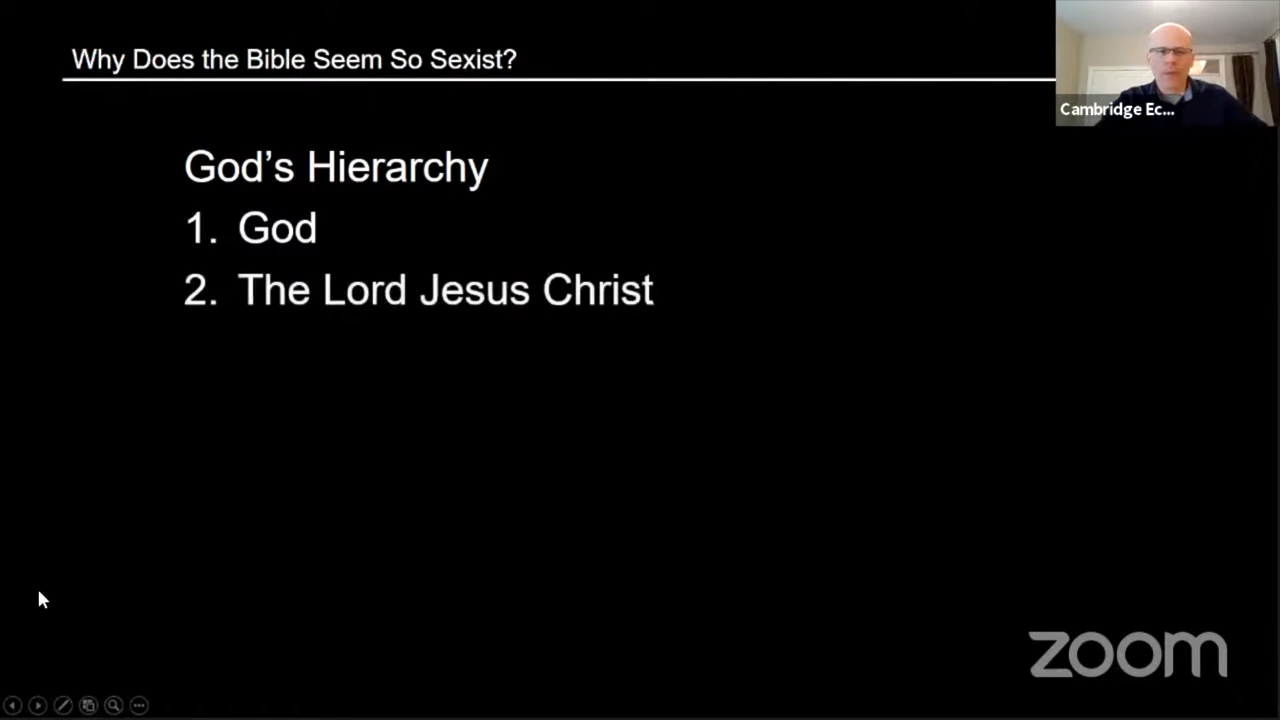 Why Does the Bible Seem So Sexist?
Cambridge Ec...
God’s Hierarchy
1. God
2. The Lord Jesus Christ
zoom